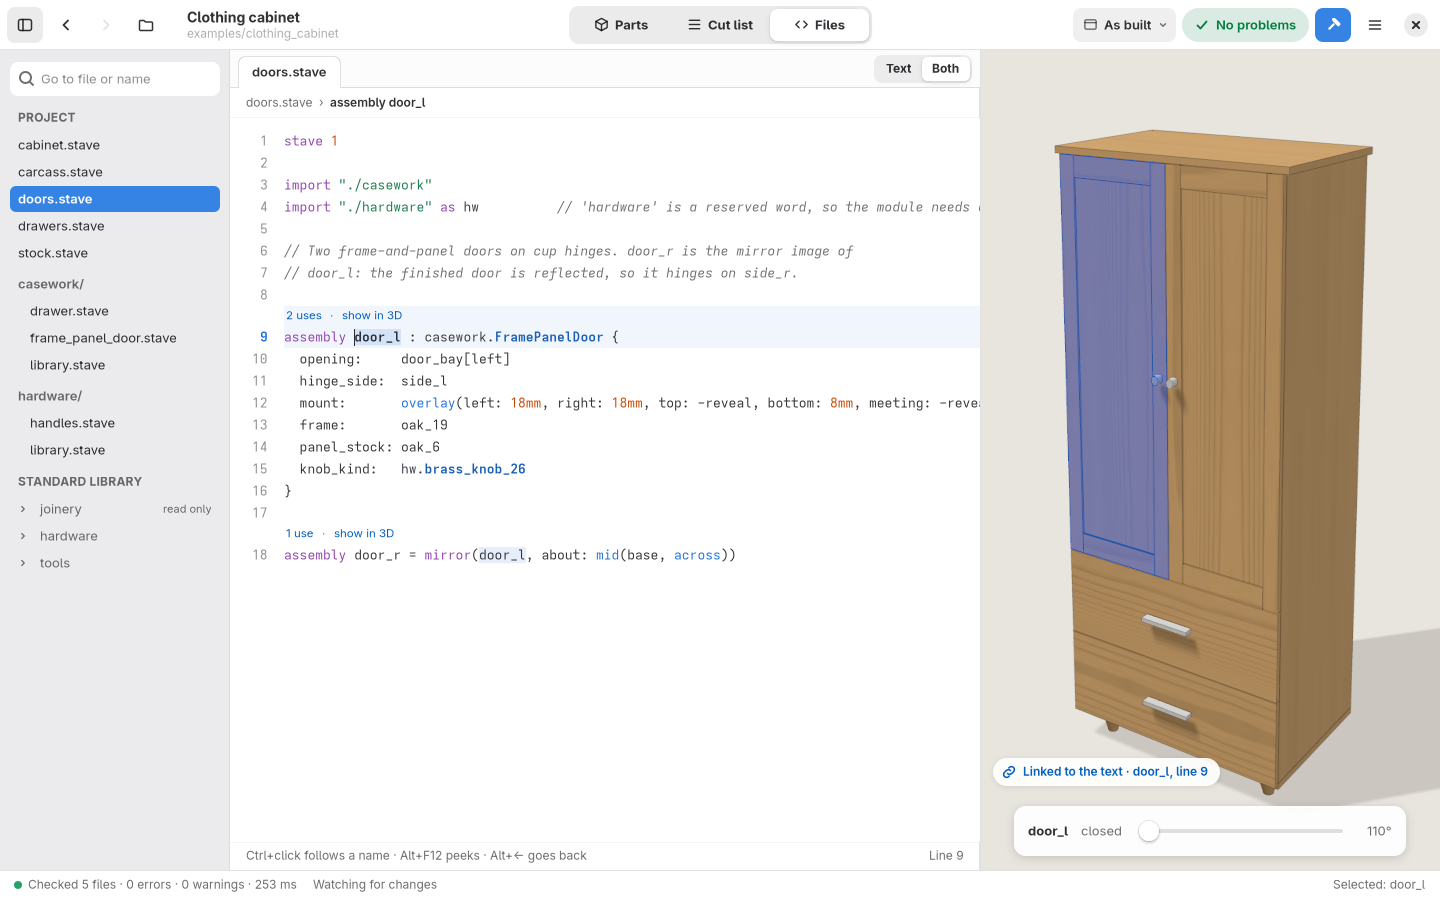 Clothing cabinet
examples/clothing_cabinet
Parts
Cut list
Files
As built
No problems
Go to file or name
PROJECT
cabinet.stave
carcass.stave
doors.stave
drawers.stave
stock.stave
casework/
drawer.stave
frame_panel_door.stave
library.stave
hardware/
handles.stave
library.stave
STANDARD LIBRARY
joinery read only
hardware
tools
doors.stave
Text Both
doors.stave › assembly door_l
1 stave 1
2
3 import "./casework"
4 import "./hardware" as hw // 'hardware' is a reserved word, so the module needs
5
6 // Two frame-and-panel doors on cup hinges. door_r is the mirror image of
7 // door_l: the finished door is reflected, so it hinges on side_r.
8
2 uses · show in 3D
9 assembly door_l : casework.FramePanelDoor {
10 opening: door_bay[left]
11 hinge_side: side_l
12 mount: overlay(left: 18mm, right: 18mm, top: -reveal, bottom: 8mm, meeting: -revea
13 frame: oak_19
14 panel_stock: oak_6
15 knob_kind: hw.brass_knob_26
16 }
17
1 use · show in 3D
18 assembly door_r = mirror(door_l, about: mid(base, across))
Linked to the text · door_l, line 9
door_l closed 110°
Ctrl+click follows a name · Alt+F12 peeks · Alt+← goes back Line 9
Checked 5 files · 0 errors · 0 warnings · 253 ms Watching for changes Selected: door_l